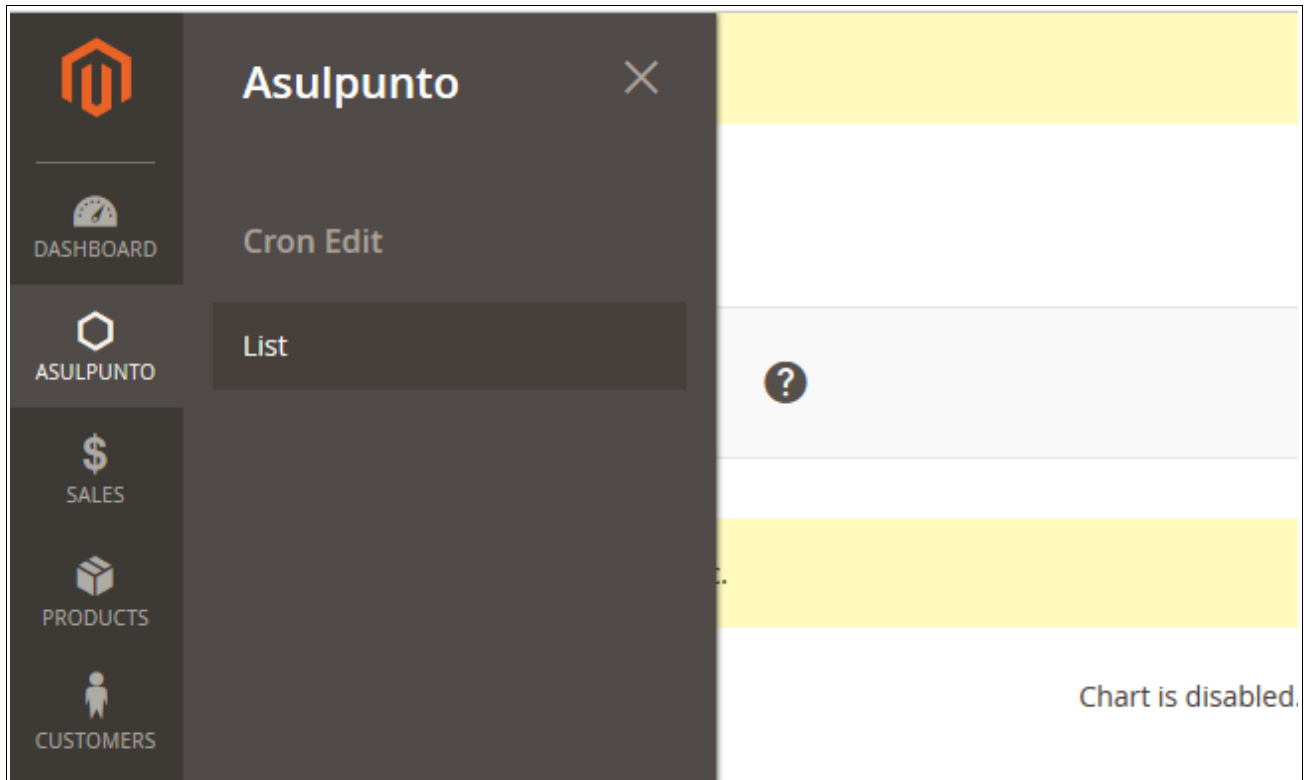 Asulpunto
DASHBOARD
Cron Edit
ASULPUNTO
List
SALES
PRODUCTS
CUSTOMERS
Chart is disabled.